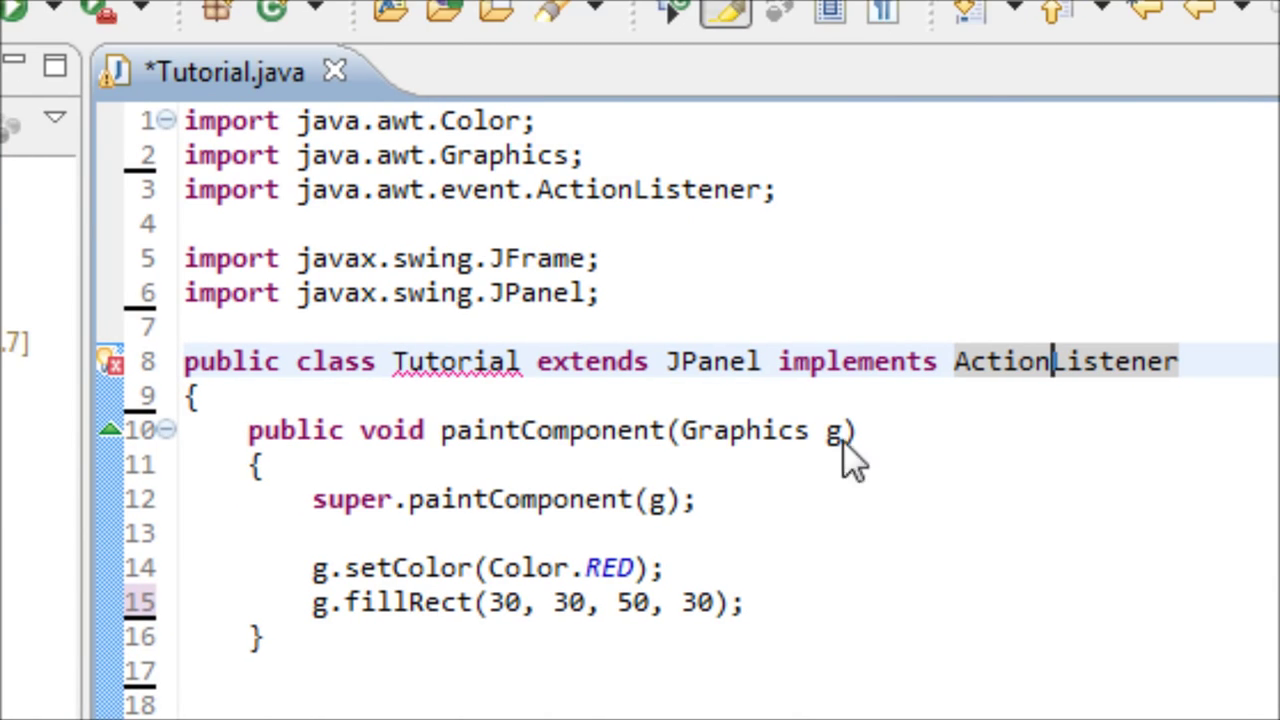 *Tutorial.java
1 import java.awt.Color;
2 import java.awt.Graphics;
3 import java.awt.event.ActionListener;
4
5 import javax.swing.JFrame;
6 import javax.swing.JPanel;
7
.7]
8 public class Tutorial extends JPanel implements ActionListener
9 {
10 public void paintComponent(Graphics g)
11 {
12 super.paintComponent(g);
13
14 g.setColor(Color.RED);
15 g.fillRect(30, 30, 50, 30);
16 }
17
18